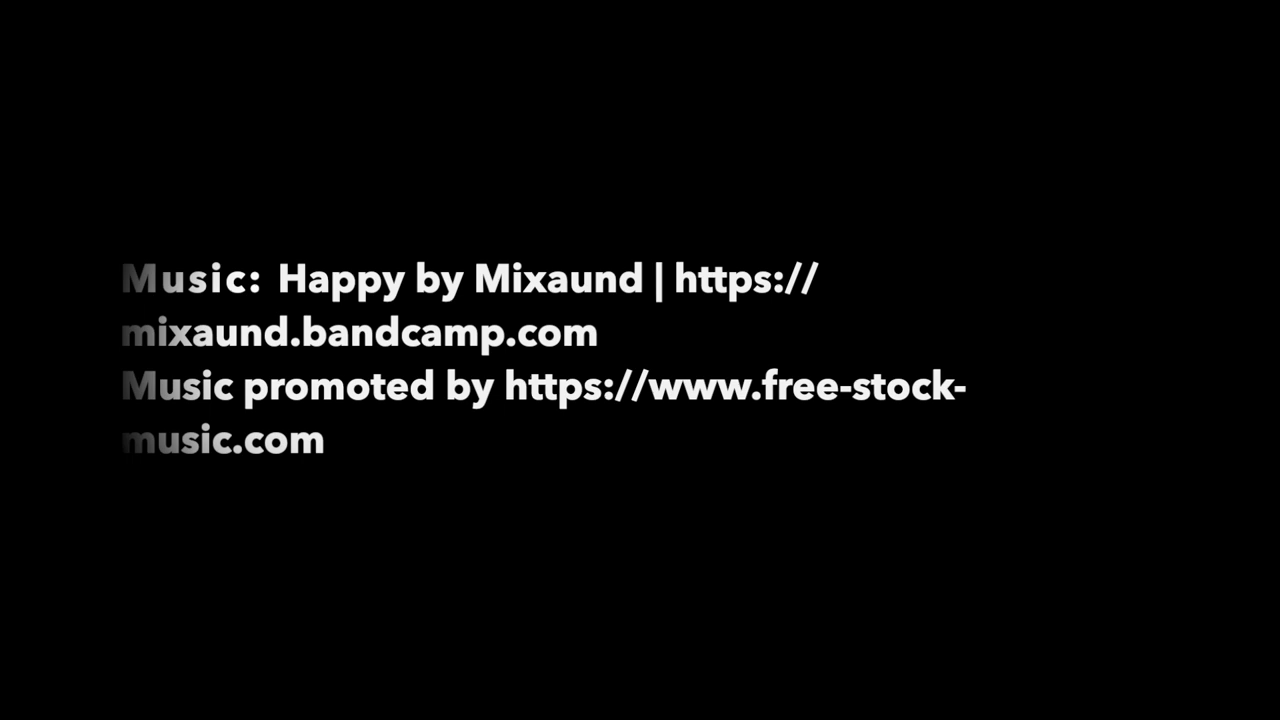 Music: Happy by Mixaund | https://
mixaund.bandcamp.com
Music promoted by https://www.free-stock-
music.com